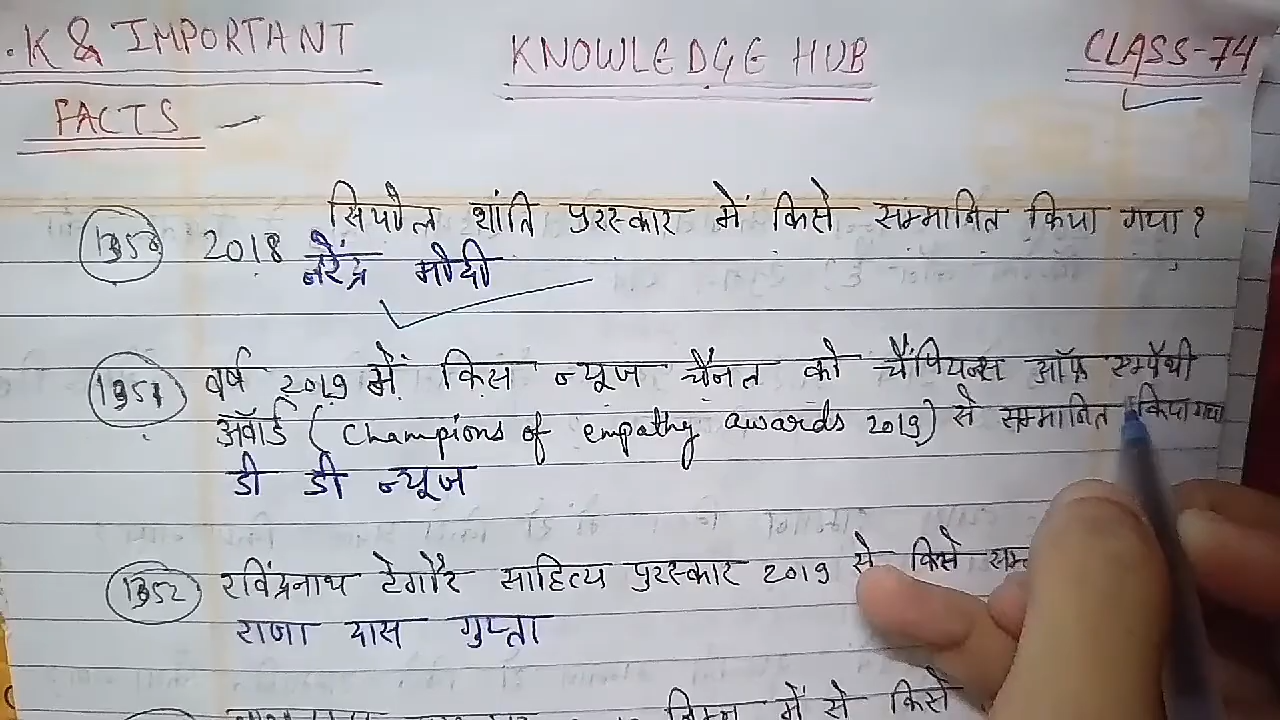 .K & IMPORTANT KNOWLEDGE HUB CLASS-74
FACTS
सियोल शांति पुरस्कार में किसे सम्मानित किया गया ?
1350 2018
नरेंद्र मोदी
1351 वर्ष 2019 में किस न्यूज चैनल को चैंपियन्स ऑफ एम्पैथी
अॅवार्ड (Champions of empathy awards 2019) से सम्मानित किया गया
डी डी न्यूज
1352 रविंद्रनाथ टेगौर साहित्य पुरस्कार 2019 से किसे सम्म
राजा दास गुप्ता
निम्न में से किसे